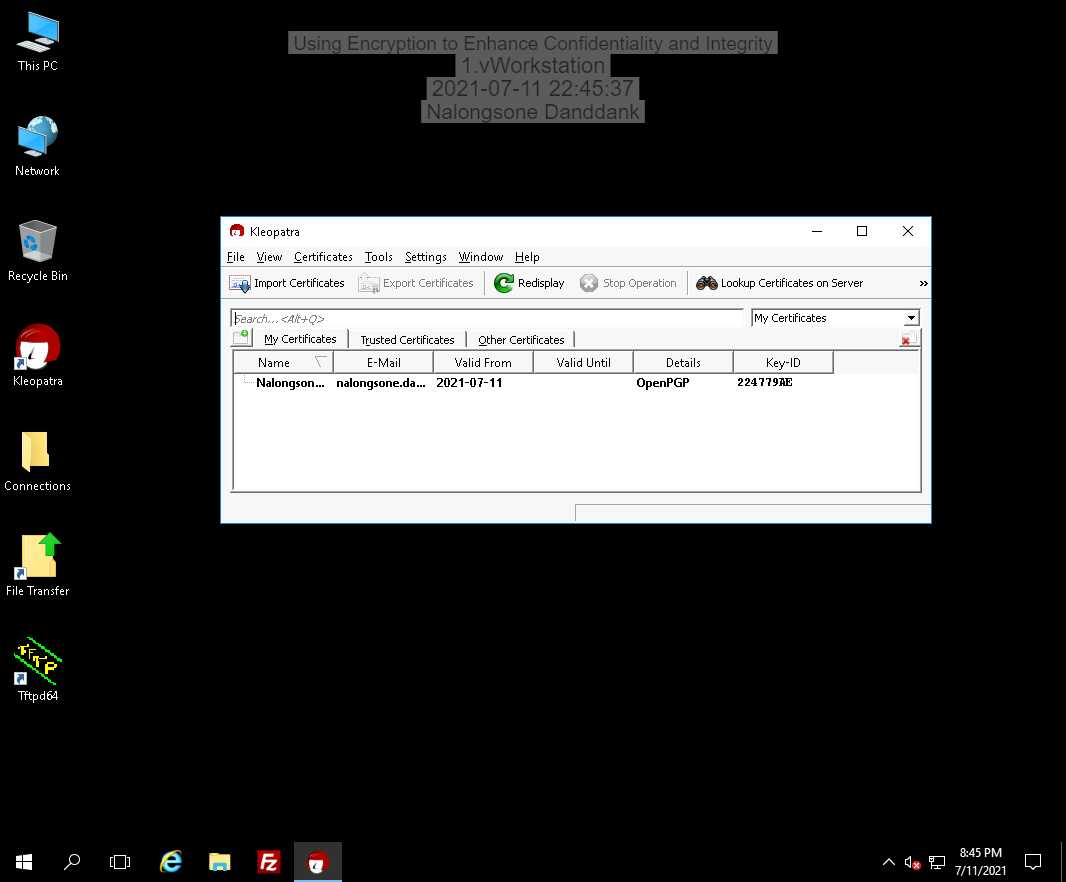 Using Encryption to Enhance Confidentiality and Integrity
1.vWorkstation
2021-07-11 22:45:37
Nalongsone Danddank
This PC
Network
Recycle Bin
Kleopatra
Connections
File Transfer
TFTP
Tftpd64
Kleopatra
File View Certificates Tools Settings Window Help
Import Certificates Export Certificates Redisplay Stop Operation Lookup Certificates on Server »
Search...<Alt+Q> My Certificates
My Certificates Trusted Certificates Other Certificates
Name E-Mail Valid From Valid Until Details Key-ID
Nalongson... nalongsone.da... 2021-07-11 OpenPGP 224779AE
Fz
8:45 PM
7/11/2021